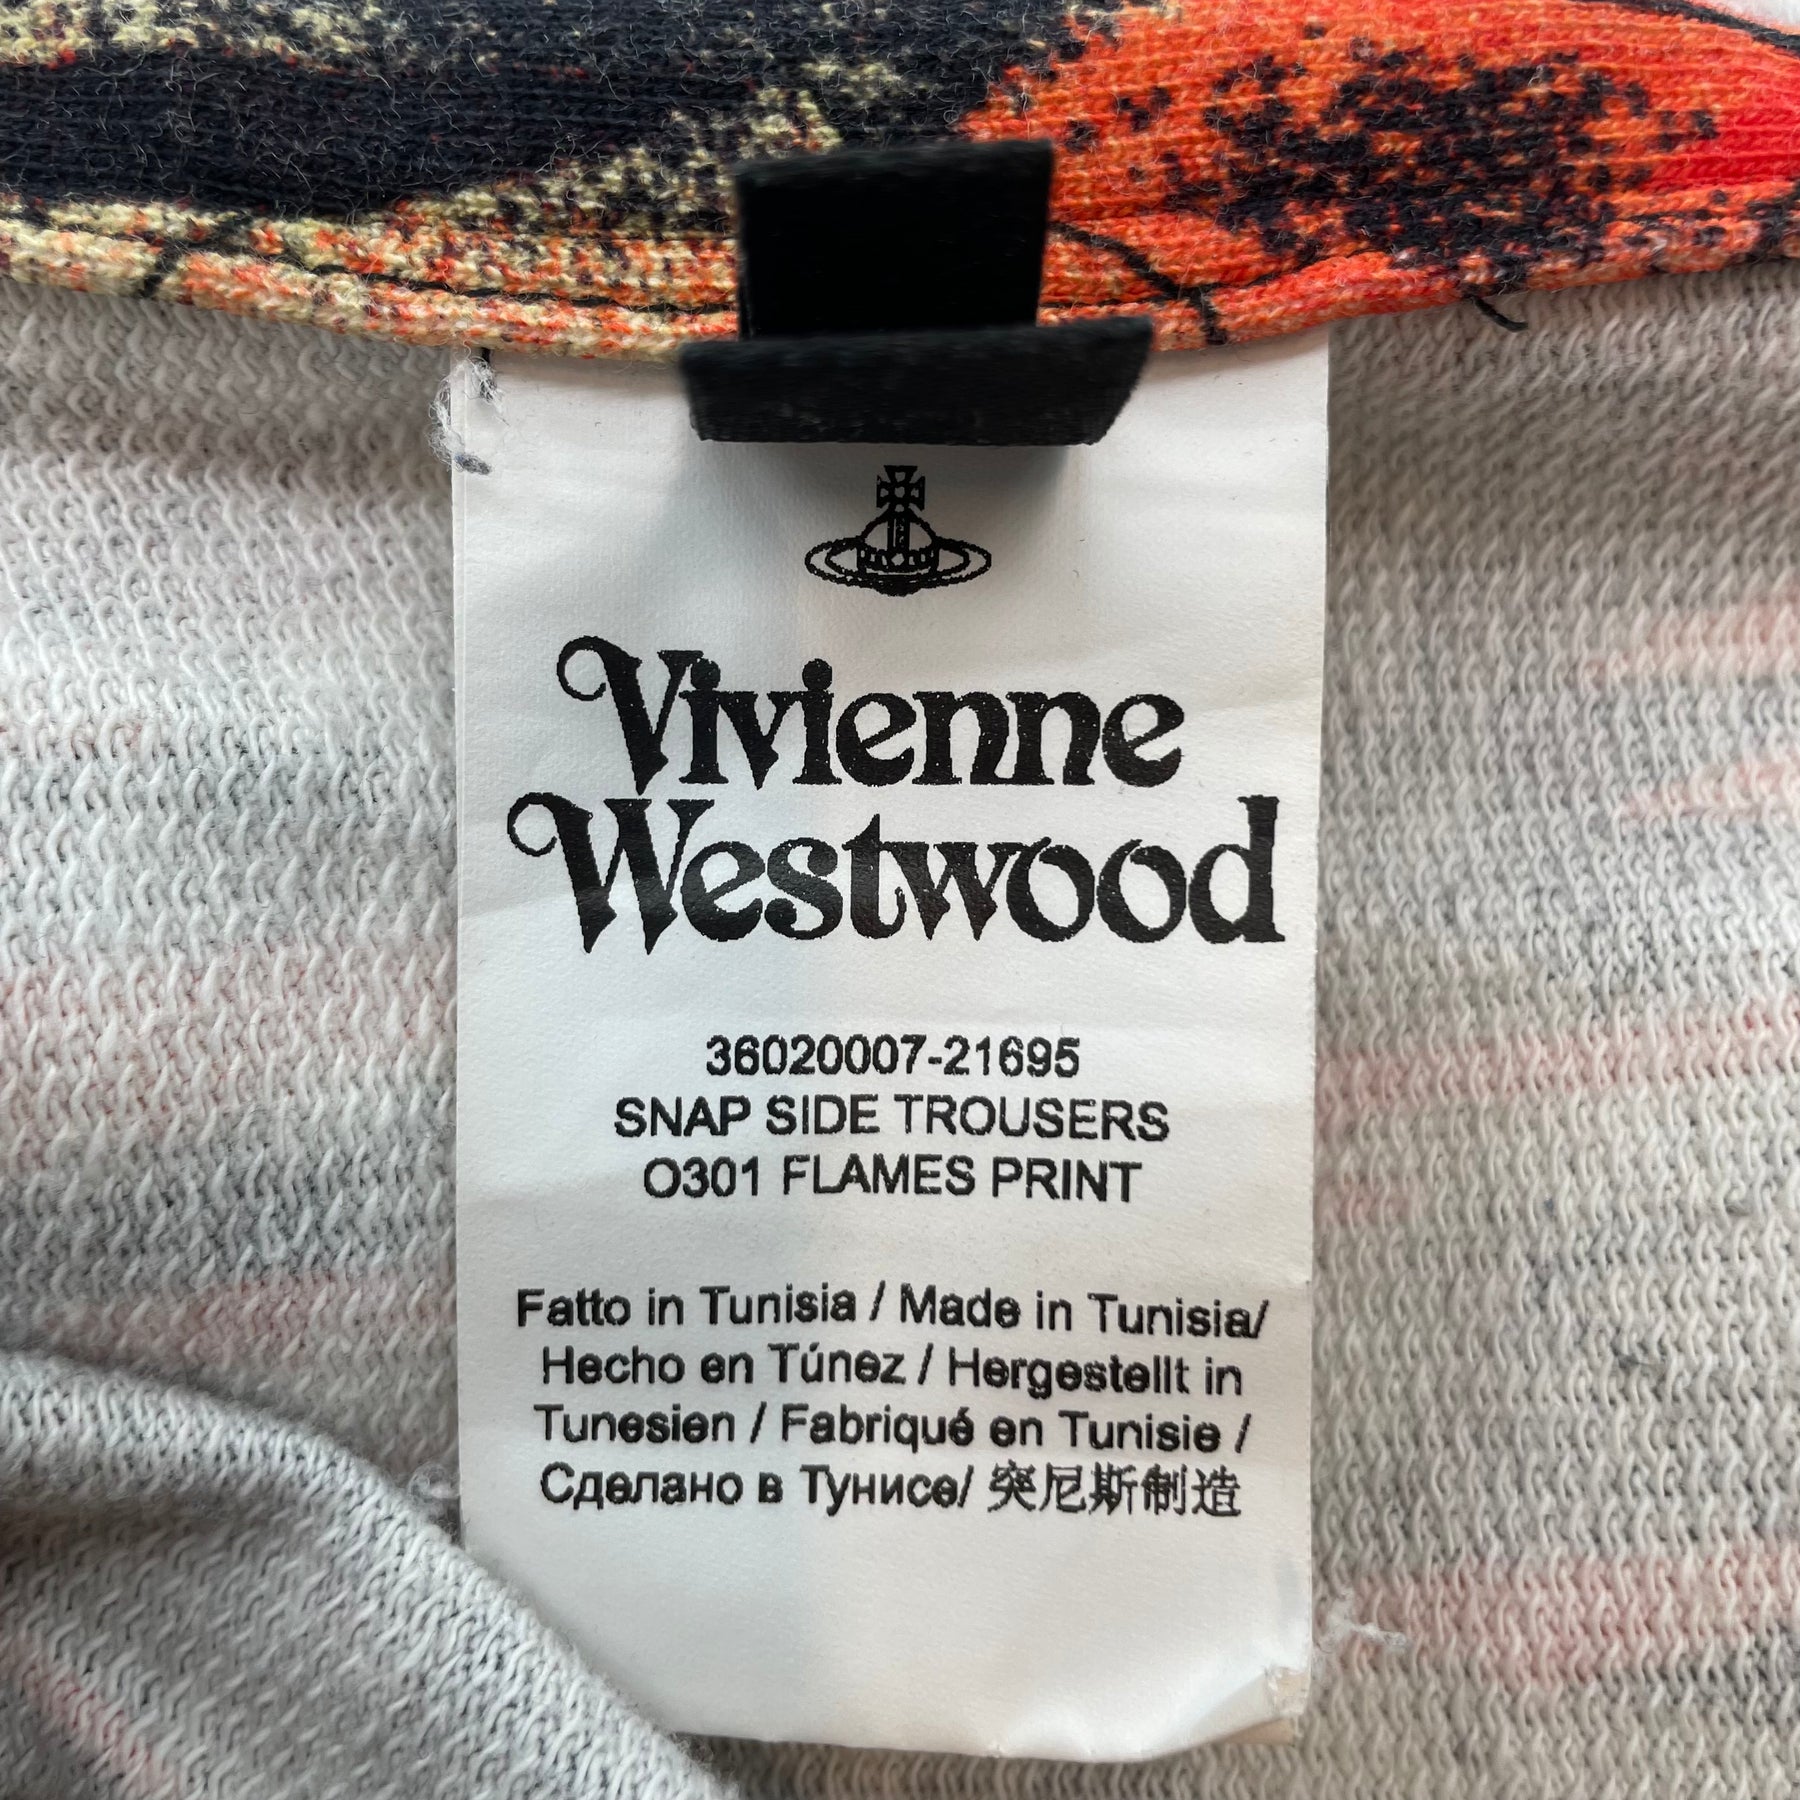 Vivienne
Westwood
36020007-21695
SNAP SIDE TROUSERS
O301 FLAMES PRINT
Fatto in Tunisia / Made in Tunisia/
Hecho en Túnez / Hergestellt in
Tunesien / Fabriqué en Tunisie /
Сделано в Тунисе/ 突尼斯制造